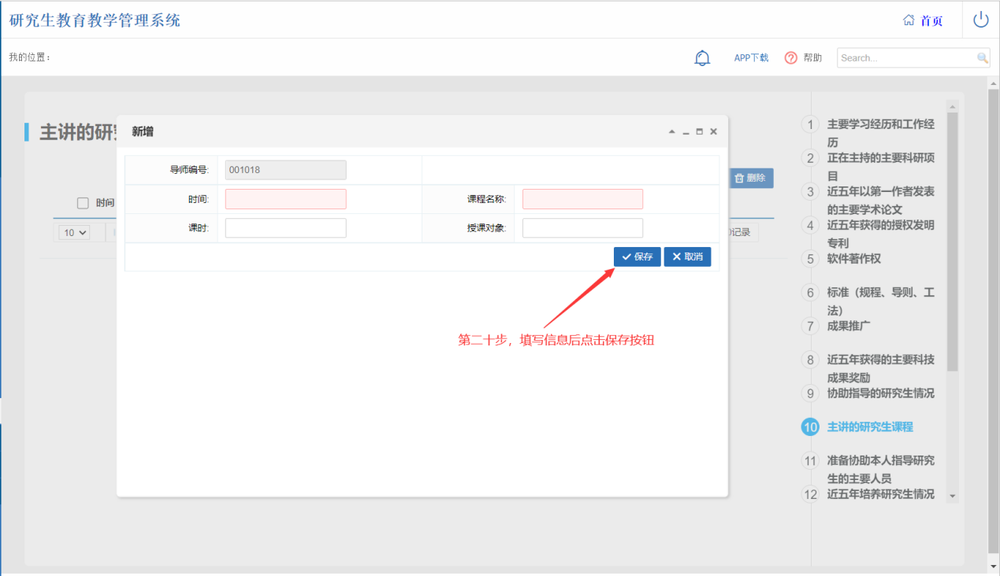 研究生教育教学管理系统
首页
我的位置：
APP下载
帮助
Search...
主讲的研
新增
导师编号:
001018
时间:
课程名称:
课时:
授课对象:
保存
取消
删除
时间
10
记录
第二十步，填写信息后点击保存按钮
1
主要学习经历和工作经
历
2
正在主持的主要科研项
目
3
近五年以第一作者发表
的主要学术论文
4
近五年获得的授权发明
专利
5
软件著作权
6
标准（规程、导则、工
法）
7
成果推广
8
近五年获得的主要科技
成果奖励
9
协助指导的研究生情况
10
主讲的研究生课程
11
准备协助本人指导研究
生的主要人员
12
近五年培养研究生情况